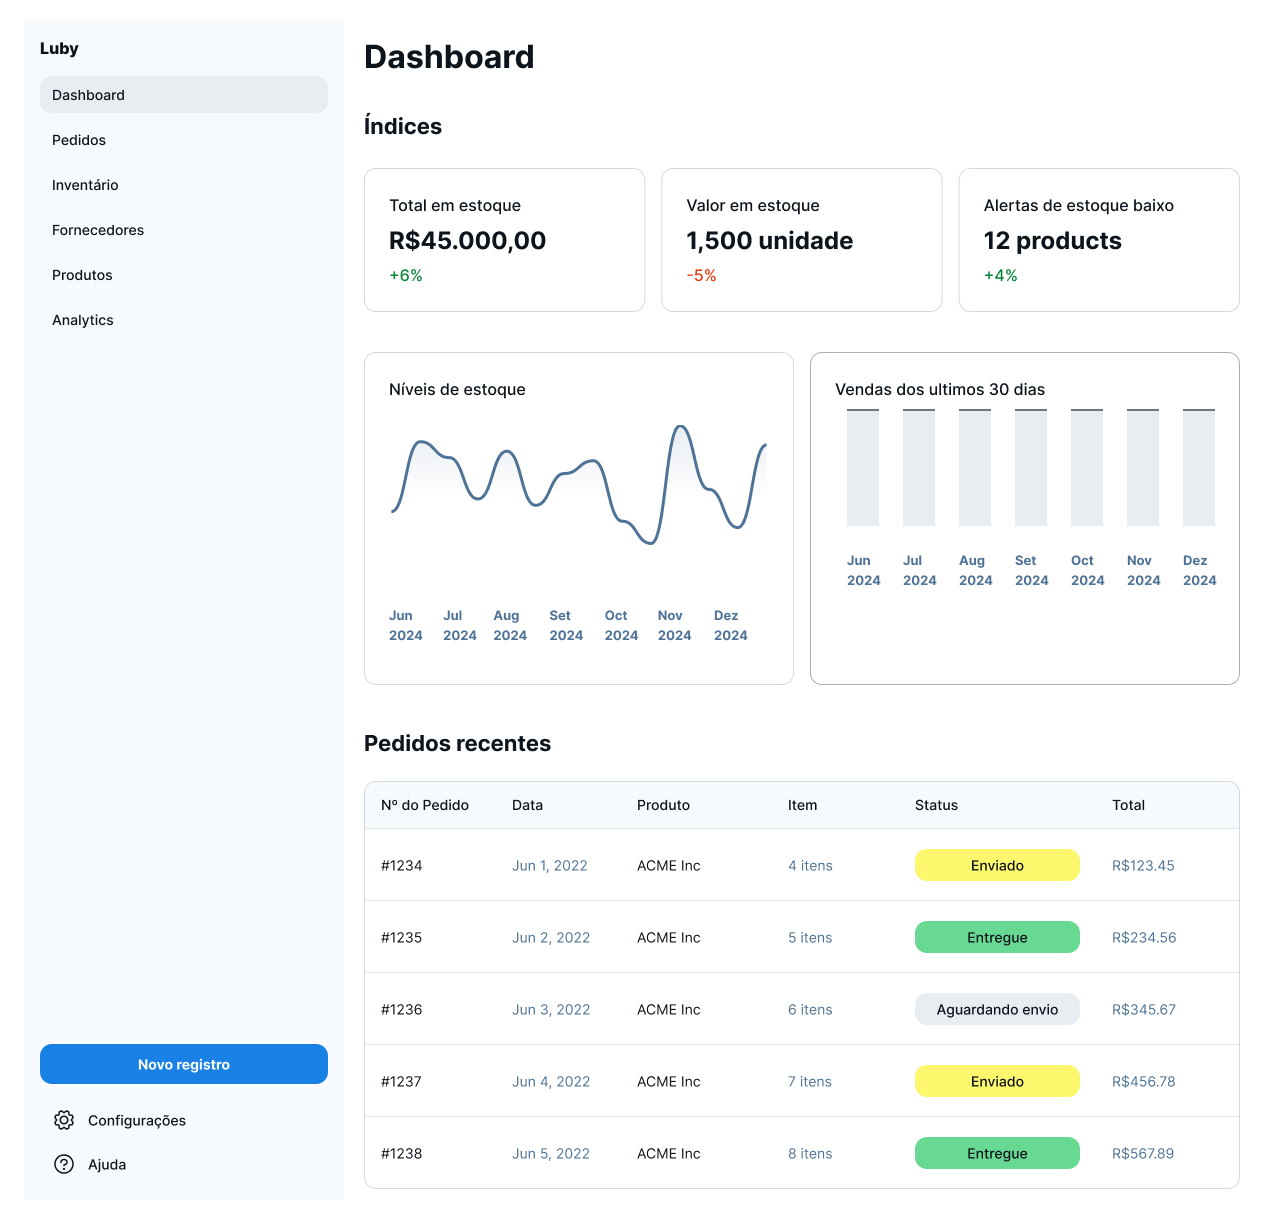 Luby
Dashboard
Pedidos
Inventário
Fornecedores
Produtos
Analytics
Novo registro
Configurações
Ajuda
Dashboard
Índices
Total em estoque
R$45.000,00
+6%
Valor em estoque
1,500 unidade
-5%
Alertas de estoque baixo
12 products
+4%
Níveis de estoque
Jun 2024 Jul 2024 Aug 2024 Set 2024 Oct 2024 Nov 2024 Dez 2024
Vendas dos ultimos 30 dias
Jun 2024 Jul 2024 Aug 2024 Set 2024 Oct 2024 Nov 2024 Dez 2024
Pedidos recentes
Nº do Pedido Data Produto Item Status Total
#1234 Jun 1, 2022 ACME Inc 4 itens Enviado R$123.45
#1235 Jun 2, 2022 ACME Inc 5 itens Entregue R$234.56
#1236 Jun 3, 2022 ACME Inc 6 itens Aguardando envio R$345.67
#1237 Jun 4, 2022 ACME Inc 7 itens Enviado R$456.78
#1238 Jun 5, 2022 ACME Inc 8 itens Entregue R$567.89